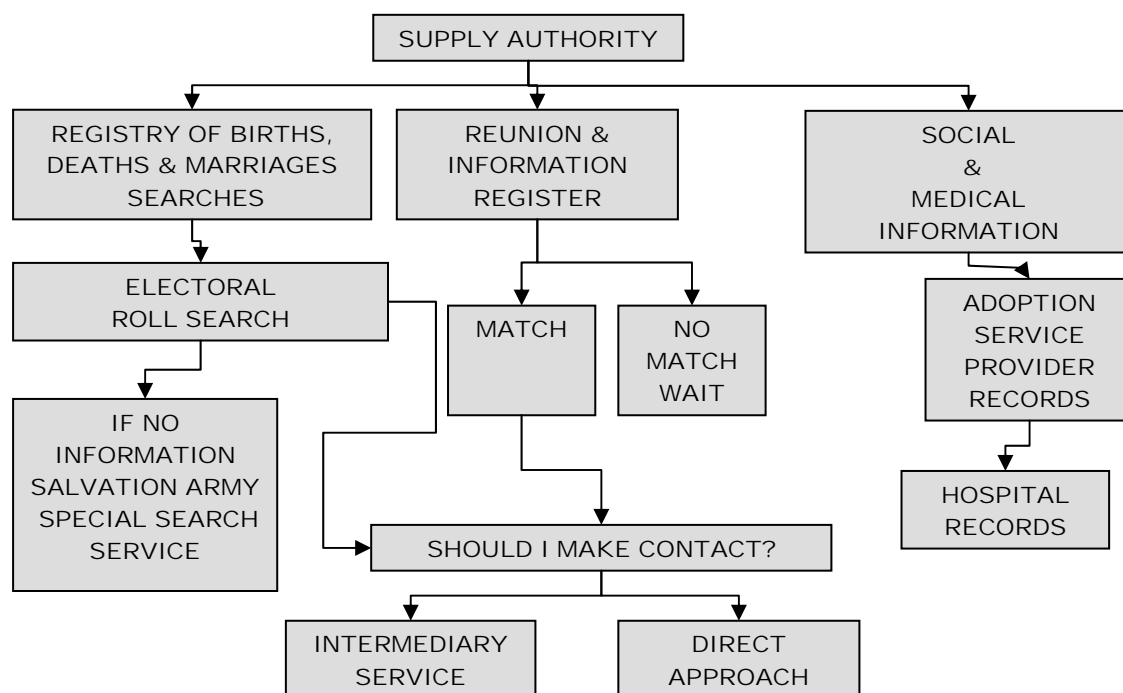 SUPPLY AUTHORITY
REGISTRY OF BIRTHS,
DEATHS & MARRIAGES
SEARCHES
REUNION &
INFORMATION
REGISTER
SOCIAL
&
MEDICAL
INFORMATION
ELECTORAL
ROLL SEARCH
MATCH
NO
MATCH
WAIT
ADOPTION
SERVICE
PROVIDER
RECORDS
IF NO
INFORMATION
SALVATION ARMY
SPECIAL SEARCH
SERVICE
HOSPITAL
RECORDS
SHOULD I MAKE CONTACT?
INTERMEDIARY
SERVICE
DIRECT
APPROACH